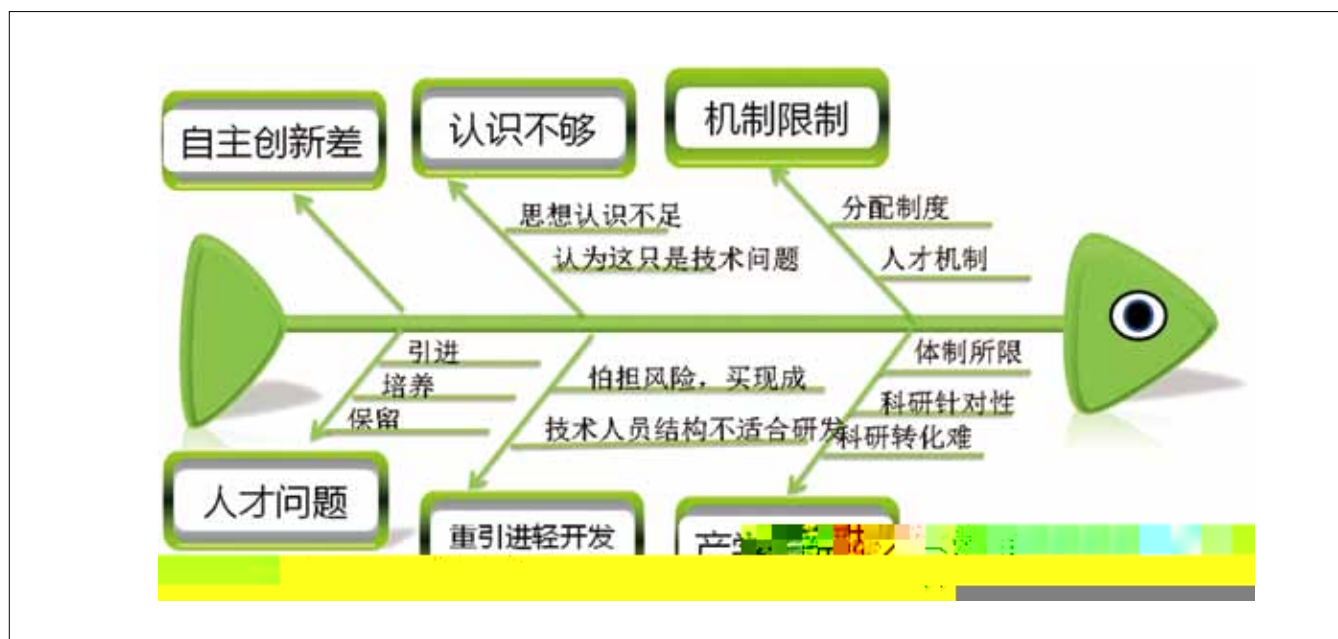 自主创新差
认识不够
机制限制
思想认识不足
认为这只是技术问题
分配制度
人才机制
引进
培养
保留
怕担风险，买现成
技术人员结构不适合研发
体制所限
科研针对性
科研转化难
人才问题
重引进轻开发